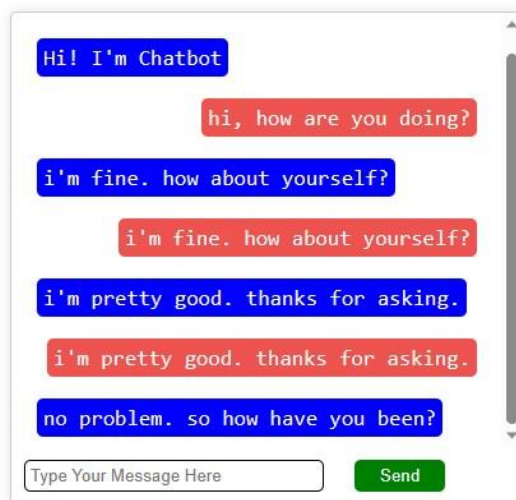 Hi! I'm Chatbot
hi, how are you doing?
i'm fine. how about yourself?
i'm fine. how about yourself?
i'm pretty good. thanks for asking.
i'm pretty good. thanks for asking.
no problem. so how have you been?
Type Your Message Here
Send